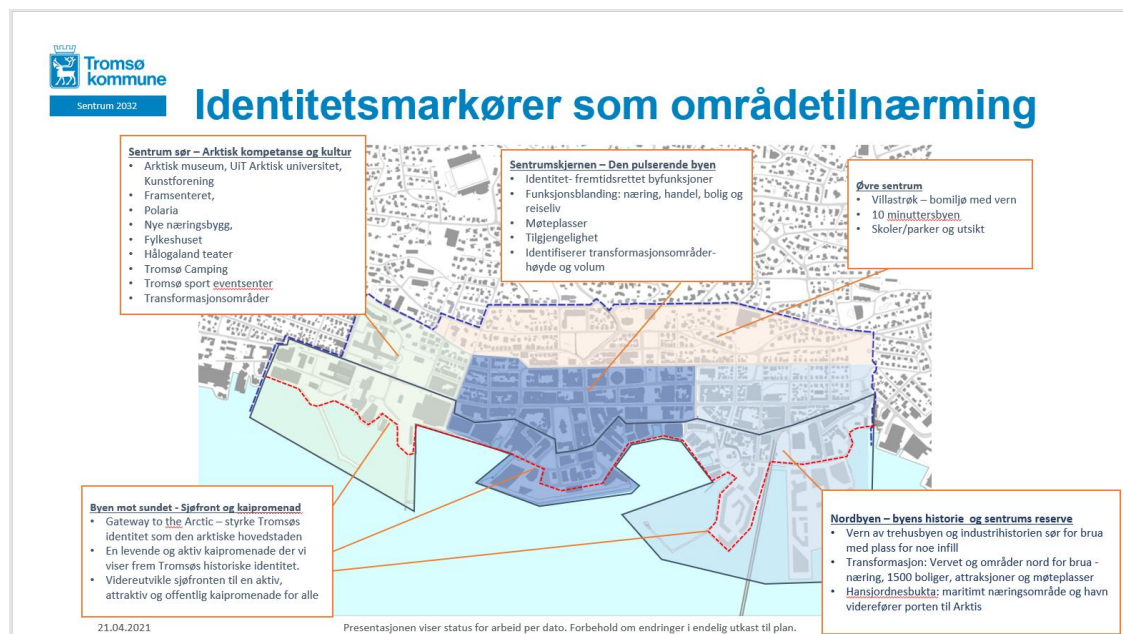 Tromsø
kommune
Sentrum 2032
Identitetsmarkører som områdetilnærming
Sentrum sør – Arktisk kompetanse og kultur
• Arktisk museum, UiT Arktisk universitet,
Kunstforening
• Framsenteret,
• Polaria
• Nye næringsbygg,
• Fylkeshuset
• Hålogaland teater
• Tromsø Camping
• Tromsø sport eventsenter
• Transformasjonsområder
Sentrumskjernen – Den pulserende byen
• Identitet- fremtidsrettet byfunksjoner
• Funksjonsblanding: næring, handel, bolig og
reiseliv
• Møteplasser
• Tilgjengelighet
• Identifiserer transformasjonsområder-
høyde og volum
Øvre sentrum
• Villastrøk – bomiljø med vern
• 10 minuttersbyen
• Skoler/parker og utsikt
Byen mot sundet - Sjøfront og kaipromenad
• Gateway to the Arctic – styrke Tromsøs
identitet som den arktiske hovedstaden
• En levende og aktiv kaipromenade der vi
viser frem Tromsøs historiske identitet.
• Videreutvikle sjøfronten til en aktiv,
attraktiv og offentlig kaipromenade for alle
Nordbyen – byens historie og sentrums reserve
• Vern av trehusbyen og industrihistorien sør for brua
med plass for noe infill
• Transformasjon: Vervet og områder nord for brua -
næring, 1500 boliger, attraksjoner og møteplasser
• Hansjordnesbukta: maritimt næringsområde og havn
viderefører porten til Arktis
21.04.2021
Presentasjonen viser status for arbeid per dato. Forbehold om endringer i endelig utkast til plan.